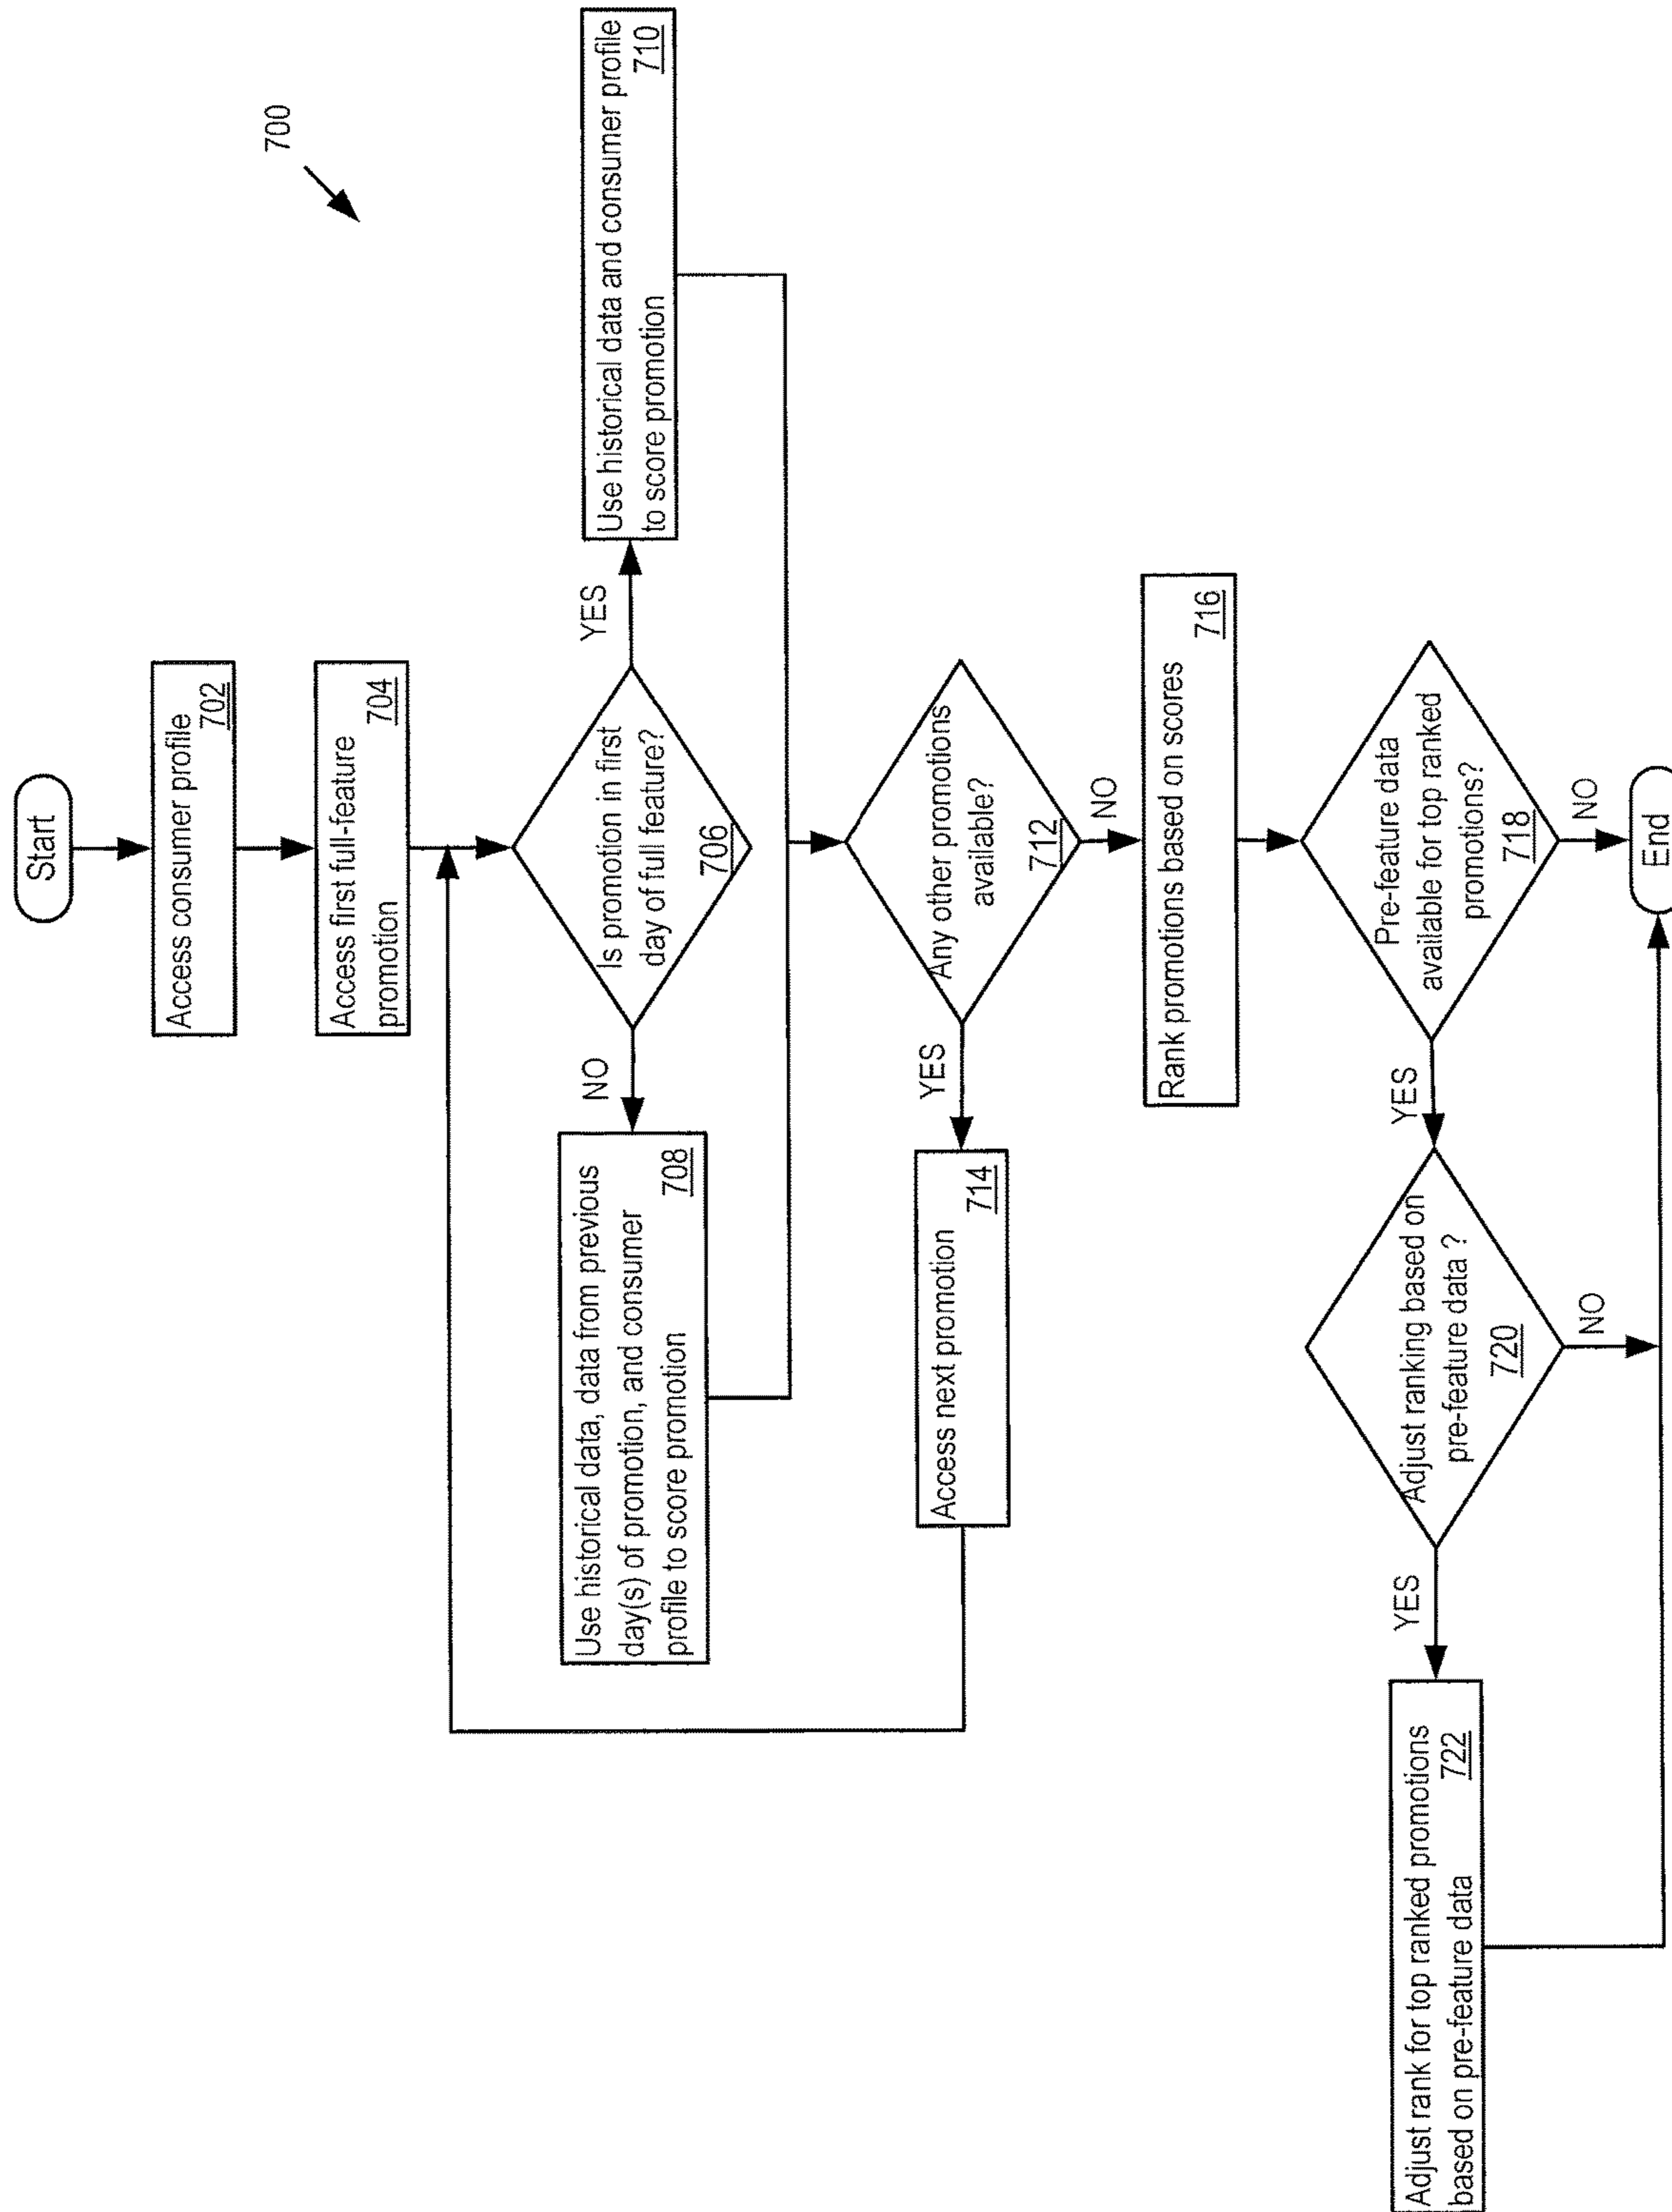 700
Start
Access consumer profile
702
Access first full-feature
promotion
704
Is promotion in first
day of full feature?
706
NO
YES
Use historical data, data from previous
day(s) of promotion, and consumer
profile to score promotion
708
Use historical data and consumer profile
to score promotion
710
Any other promotions
available?
712
YES
NO
Access next promotion
714
Rank promotions based on scores
716
Pre-feature data
available for top ranked
promotions?
718
YES
NO
Adjust ranking based on
pre-feature data ?
720
YES
NO
Adjust rank for top ranked promotions
based on pre-feature data
722
End